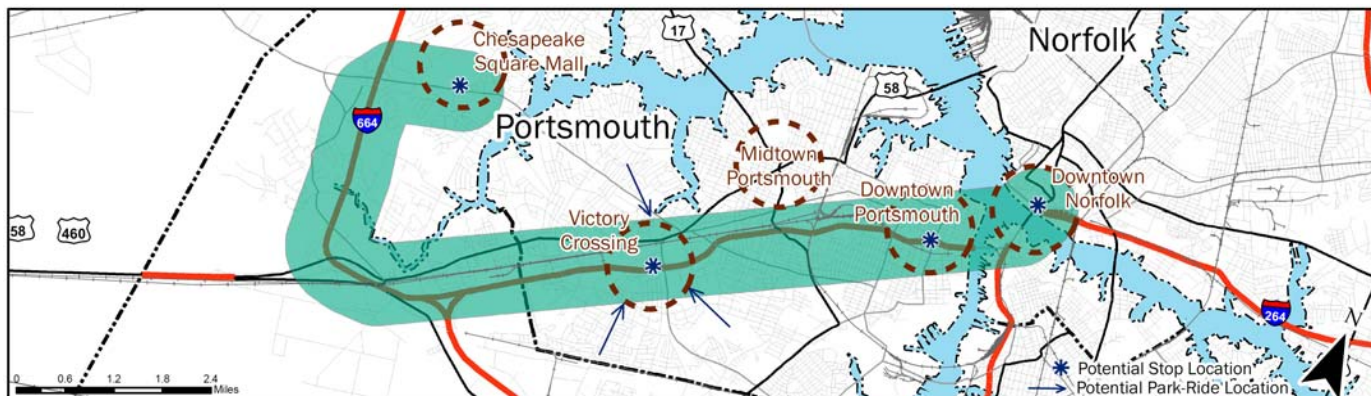 Chesapeake
Square Mall
17
Norfolk
58
664
Portsmouth
Midtown
Portsmouth
Downtown
Portsmouth
Downtown
Norfolk
Victory
Crossing
58
460
264
N
0 0.6 1.2 1.8 2.4
Miles
Potential Stop Location
Potential Park-Ride Location